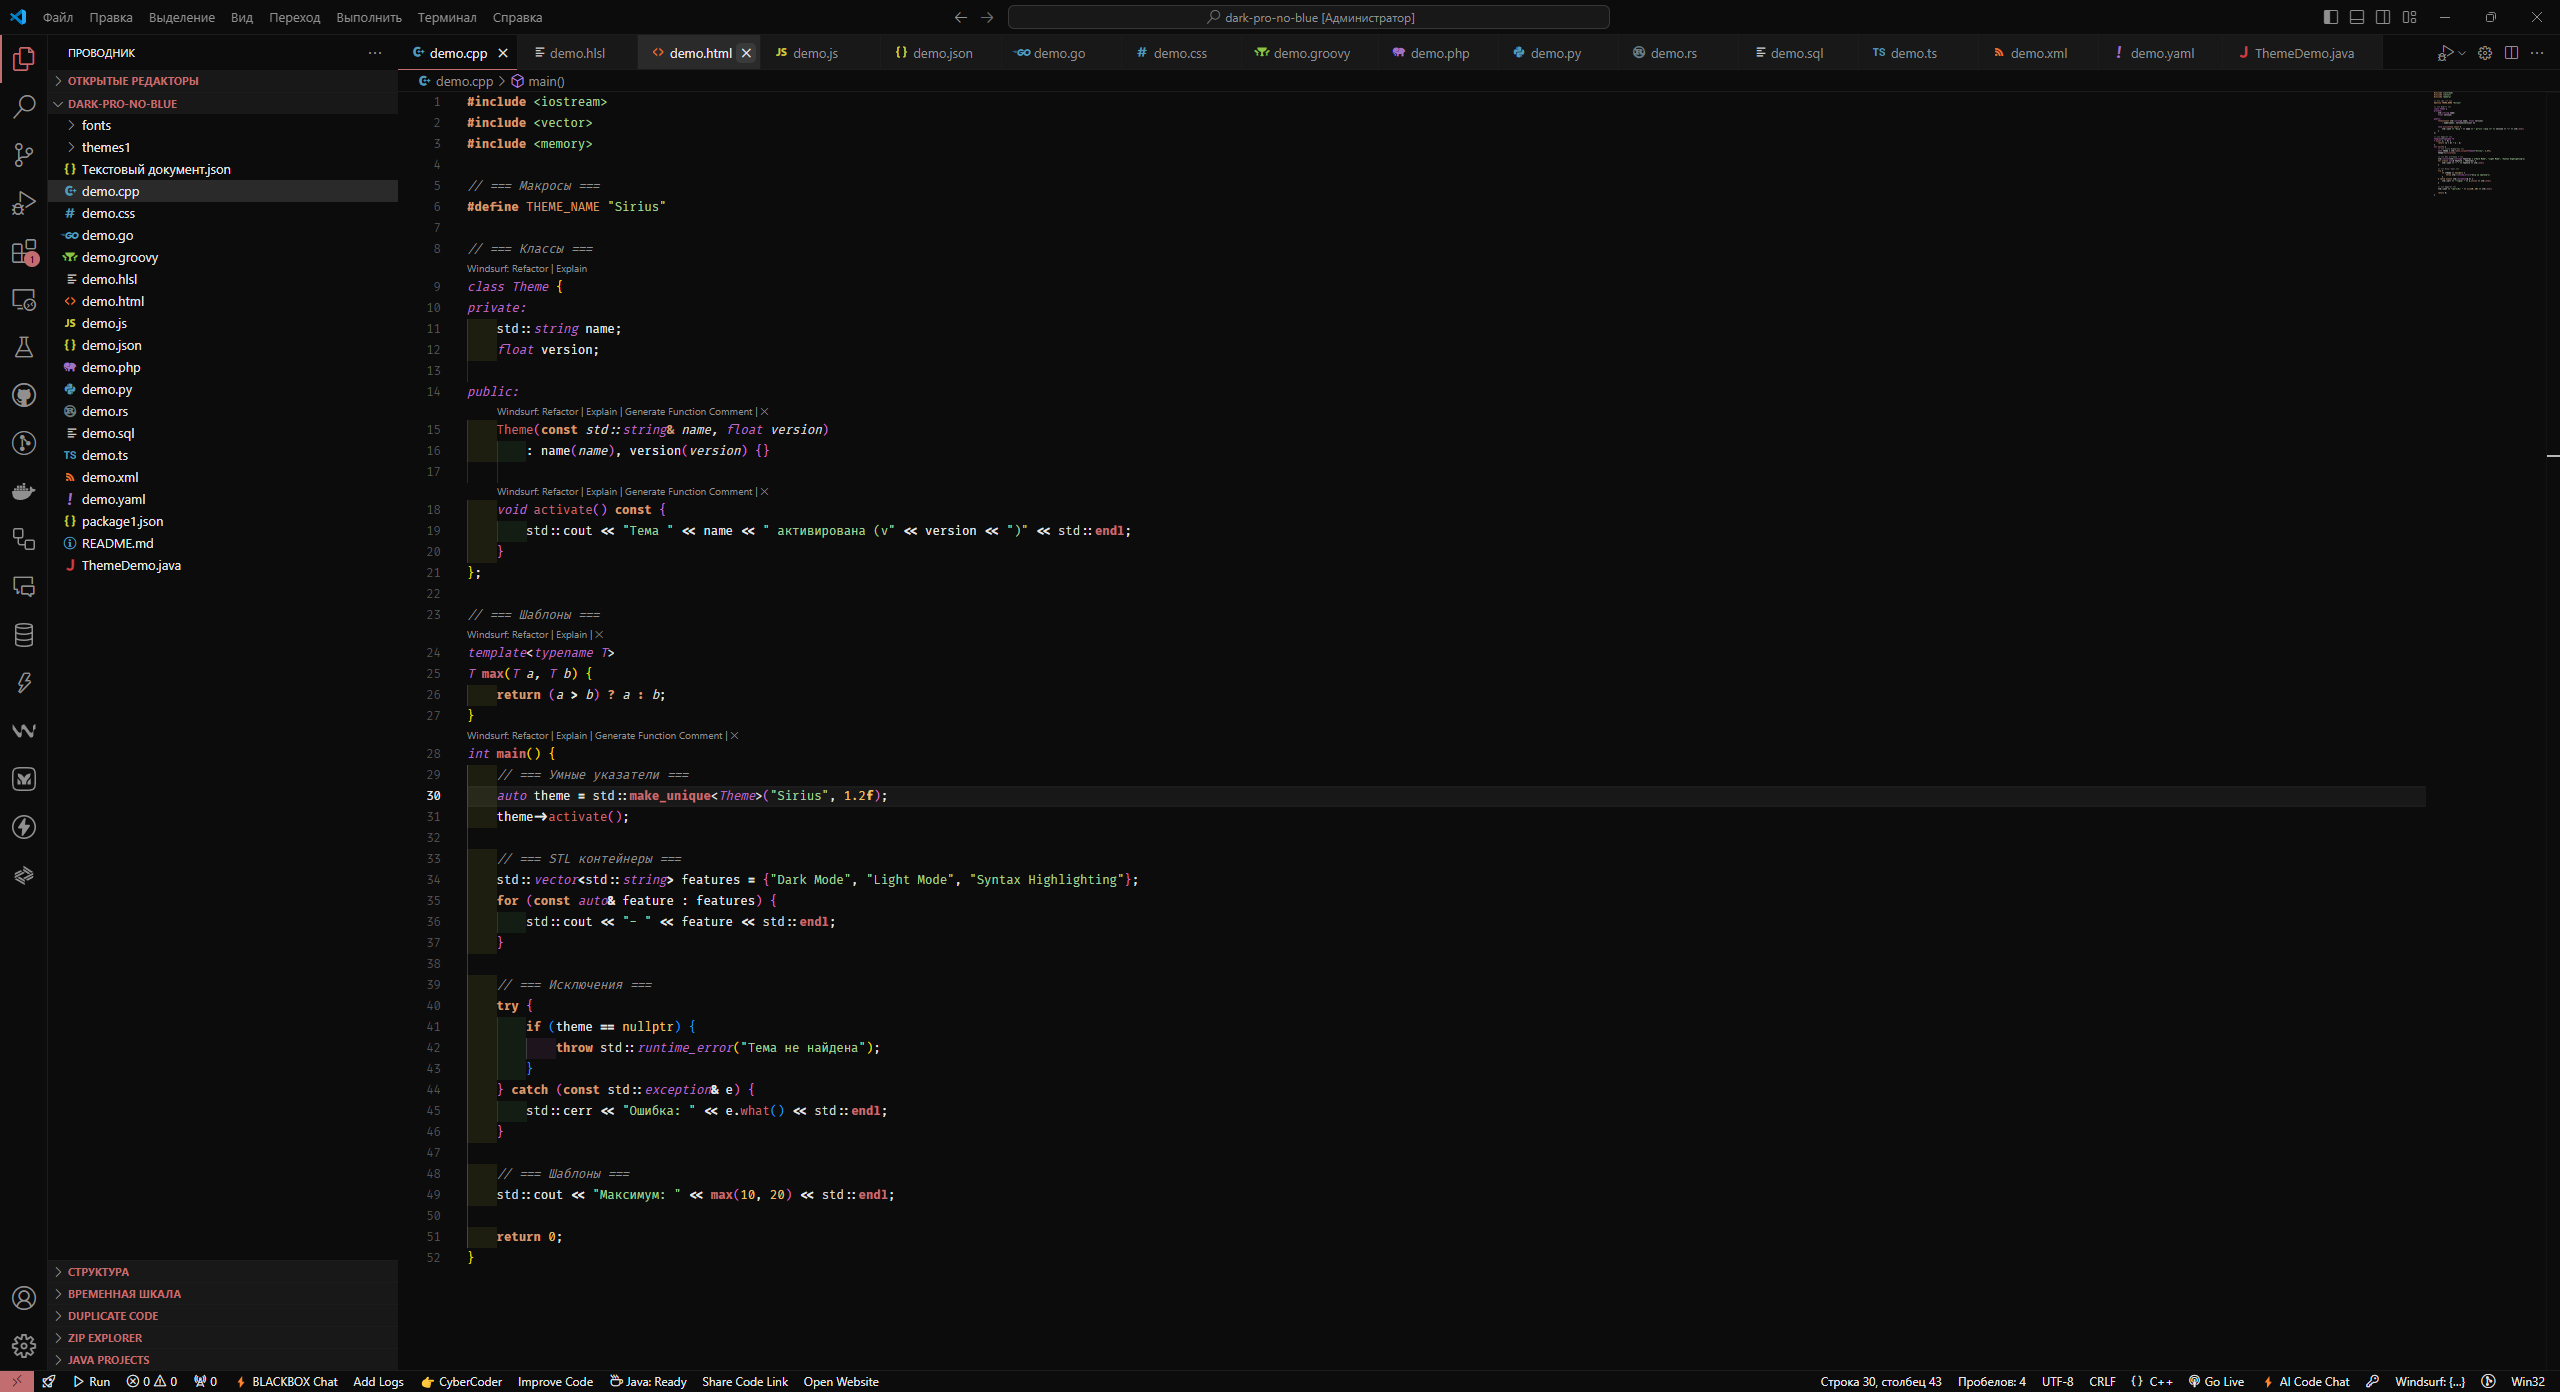 Файл Правка Выделение Вид Переход Выполнить Терминал Справка
dark-pro-no-blue [Администратор]
ПРОВОДНИК
ОТКРЫТЫЕ РЕДАКТОРЫ
DARK-PRO-NO-BLUE
fonts
themes1
Текстовый документ.json
demo.cpp
demo.css
demo.go
demo.groovy
demo.hlsl
demo.html
demo.js
demo.json
demo.php
demo.py
demo.rs
demo.sql
demo.ts
demo.xml
demo.yaml
package1.json
README.md
ThemeDemo.java
СТРУКТУРА
ВРЕМЕННАЯ ШКАЛА
DUPLICATE CODE
ZIP EXPLORER
JAVA PROJECTS
demo.cpp demo.hlsl demo.html demo.js demo.json demo.go demo.css demo.groovy demo.php demo.py demo.rs demo.sql demo.ts demo.xml demo.yaml ThemeDemo.java
demo.cpp > main()
1 #include <iostream>
2 #include <vector>
3 #include <memory>
4
5 // === Макросы ===
6 #define THEME_NAME "Sirius"
7
8 // === Классы ===
Windsurf: Refactor | Explain
9 class Theme {
10 private:
11 std::string name;
12 float version;
13
14 public:
Windsurf: Refactor | Explain | Generate Function Comment | ×
15 Theme(const std::string& name, float version)
16 : name(name), version(version) {}
17
Windsurf: Refactor | Explain | Generate Function Comment | ×
18 void activate() const {
19 std::cout << "Тема " << name << " активирована (v" << version << ")" << std::endl;
20 }
21 };
22
23 // === Шаблоны ===
Windsurf: Refactor | Explain | ×
24 template<typename T>
25 T max(T a, T b) {
26 return (a > b) ? a : b;
27 }
Windsurf: Refactor | Explain | Generate Function Comment | ×
28 int main() {
29 // === Умные указатели ===
30 auto theme = std::make_unique<Theme>("Sirius", 1.2f);
31 theme->activate();
32
33 // === STL контейнеры ===
34 std::vector<std::string> features = {"Dark Mode", "Light Mode", "Syntax Highlighting"};
35 for (const auto& feature : features) {
36 std::cout << "- " << feature << std::endl;
37 }
38
39 // === Исключения ===
40 try {
41 if (theme == nullptr) {
42 throw std::runtime_error("Тема не найдена");
43 }
44 } catch (const std::exception& e) {
45 std::cerr << "Ошибка: " << e.what() << std::endl;
46 }
47
48 // === Шаблоны ===
49 std::cout << "Максимум: " << max(10, 20) << std::endl;
50
51 return 0;
52 }
1
Run 0 0 0 BLACKBOX Chat Add Logs CyberCoder Improve Code Java: Ready Share Code Link Open Website
Строка 30, столбец 43 Пробелов: 4 UTF-8 CRLF {} C++ Go Live AI Code Chat Windsurf: {...} Win32